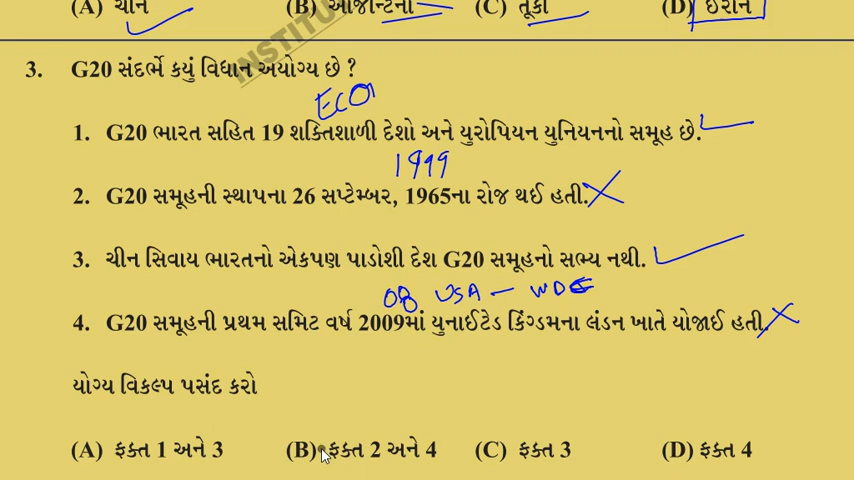 (A) ચીન (B) આર્જેન્ટિના (C) તૂર્કી (D) ઇરાન
INSTITU
3. G20 સંદર્ભે કયું વિધાન અયોગ્ય છે ?
ECO
1. G20 ભારત સહિત 19 શક્તિશાળી દેશો અને યુરોપિયન યુનિયનનો સમૂહ છે.
1999
2. G20 સમૂહની સ્થાપના 26 સપ્ટેમ્બર, 1965ના રોજ થઈ હતી.
3. ચીન સિવાય ભારતનો એકપણ પાડોશી દેશ G20 સમૂહનો સભ્ય નથી.
08 USA - WDC
4. G20 સમૂહની પ્રથમ સમિટ વર્ષ 2009માં યુનાઈટેડ કિંગ્ડમના લંડન ખાતે યોજાઈ હતી.
યોગ્ય વિકલ્પ પસંદ કરો
(A) ફક્ત 1 અને 3 (B) ફક્ત 2 અને 4 (C) ફક્ત 3 (D) ફક્ત 4